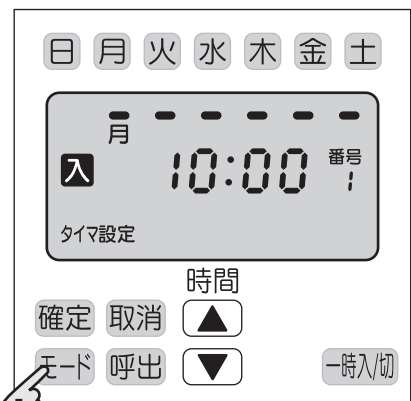 日 月 火 水 木 金 土
月
入 10:00 番号 1
タイマ設定
時間
確定 取消 ▲
モード 呼出 ▼ 一時入/切